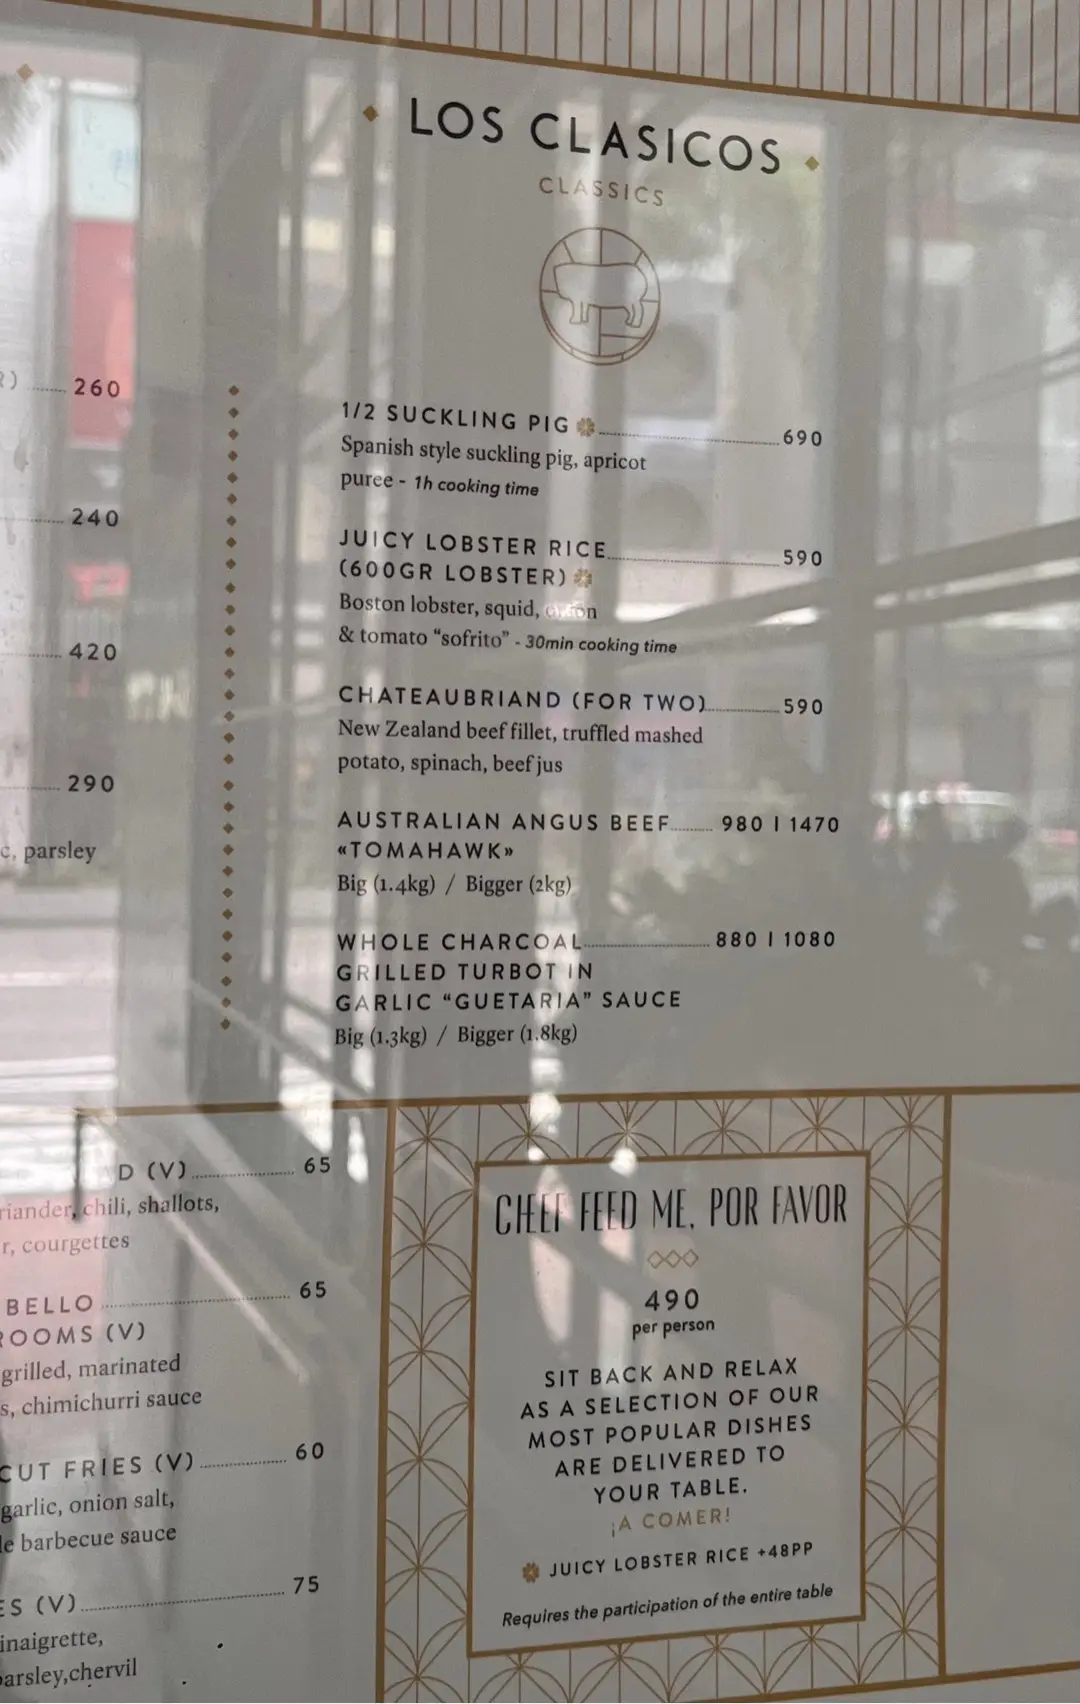 LOS CLASICOS
CLASSICS
260
240
420
290
parsley
1/2 SUCKLING PIG 690
Spanish style suckling pig, apricot
puree - 1h cooking time
JUICY LOBSTER RICE 590
(600GR LOBSTER)
Boston lobster, squid,
& tomato “sofrito” - 30min cooking time
CHATEAUBRIAND (FOR TWO) 590
New Zealand beef fillet, truffled mashed
potato, spinach, beef jus
AUSTRALIAN ANGUS BEEF 980 | 1470
«TOMAHAWK»
Big (1.4kg) / Bigger (2kg)
WHOLE CHARCOAL 880 | 1080
GRILLED TURBOT IN
GARLIC “GUETARIA” SAUCE
Big (1.3kg) / Bigger (1.8kg)
D (V) 65
riander, chili, shallots,
r, courgettes
BELLO 65
ROOMS (V)
grilled, marinated
s, chimichurri sauce
CUT FRIES (V) 60
garlic, onion salt,
le barbecue sauce
ES (V) 75
inaigrette,
parsley,chervil
CHEF FEED ME, POR FAVOR
490
per person
SIT BACK AND RELAX
AS A SELECTION OF OUR
MOST POPULAR DISHES
ARE DELIVERED TO
YOUR TABLE.
¡A COMER!
JUICY LOBSTER RICE +48PP
Requires the participation of the entire table